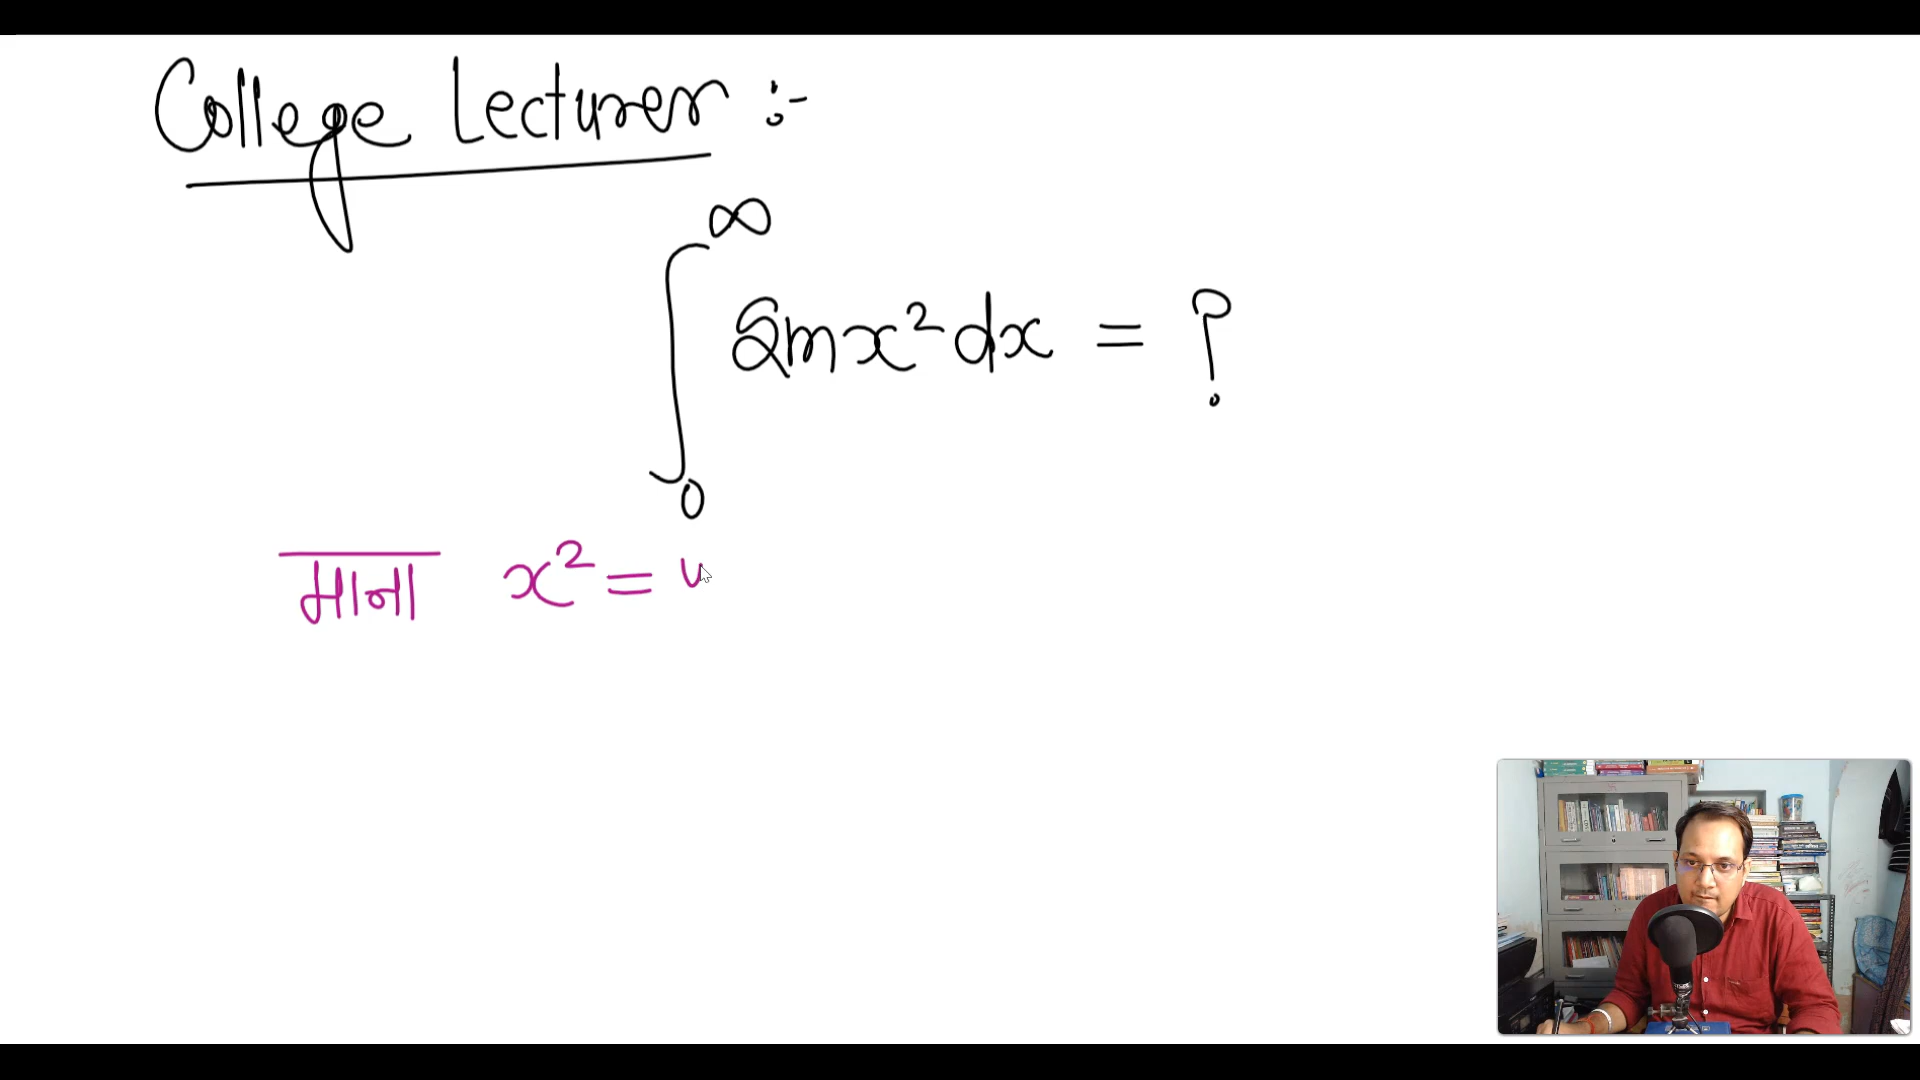 College Lecturer :-
∫₀^∞ Sin x² dx = ?
माना x² = u